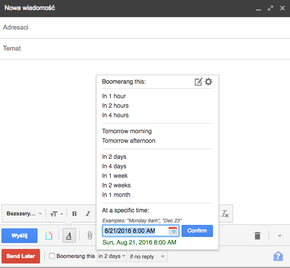 Nowa wiadomość
Adresaci
Temat
Boomerang this:
In 1 hour
In 2 hours
In 4 hours
Tomorrow morning
Tomorrow afternoon
In 2 days
In 4 days
In 1 week
In 2 weeks
In 1 month
At a specific time:
Examples: "Monday 9am", "Dec 23"
8/21/2016 8:00 AM
Confirm
Sun, Aug 21, 2016 8:00 AM
Bezszery...
Wyślij
Send Later
Boomerang this
in 2 days
if no reply